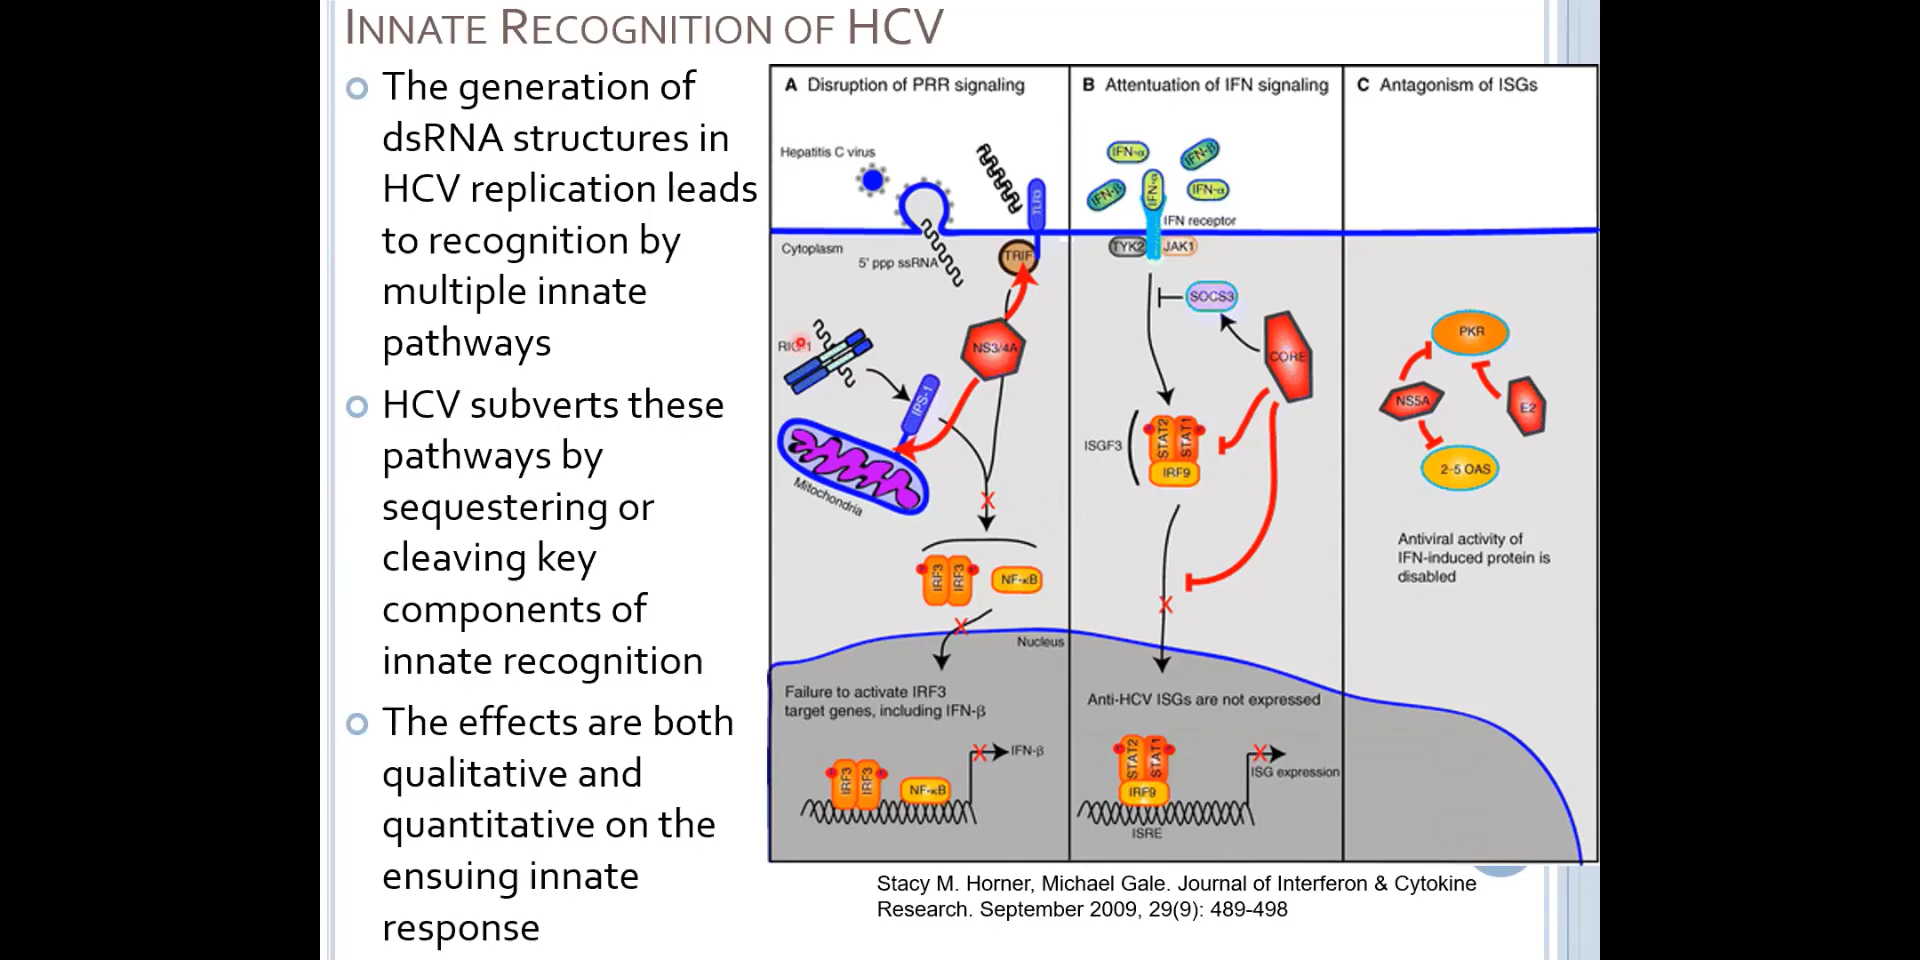 INNATE RECOGNITION OF HCV
The generation of
dsRNA structures in
HCV replication leads
to recognition by
multiple innate
pathways
HCV subverts these
pathways by
sequestering or
cleaving key
components of
innate recognition
The effects are both
qualitative and
quantitative on the
ensuing innate
response
A Disruption of PRR signaling
Hepatitis C virus
TLR3
Cytoplasm
5' ppp ssRNA
TRIF
NS3/4A
IPS-1
Mitochondria
IRF3
IRF3
NF-κB
X
X
Nucleus
Failure to activate IRF3
target genes, including IFN-β
X
IFN-β
IRF3
IRF3
NF-κB
B Attentuation of IFN signaling
IFN-α
IFN-β
IFN-β
IFN-α
IFN-α
IFN receptor
TYK2
JAK1
SOCS3
CORE
ISGF3
STAT2
STAT1
IRF9
X
Anti-HCV ISGs are not expressed
STAT2
STAT1
IRF9
X
ISG expression
ISRE
C Antagonism of ISGs
PKR
NS5A
E2
2-5 OAS
Antiviral activity of
IFN-induced protein is
disabled
Stacy M. Horner, Michael Gale. Journal of Interferon & Cytokine
Research. September 2009, 29(9): 489-498